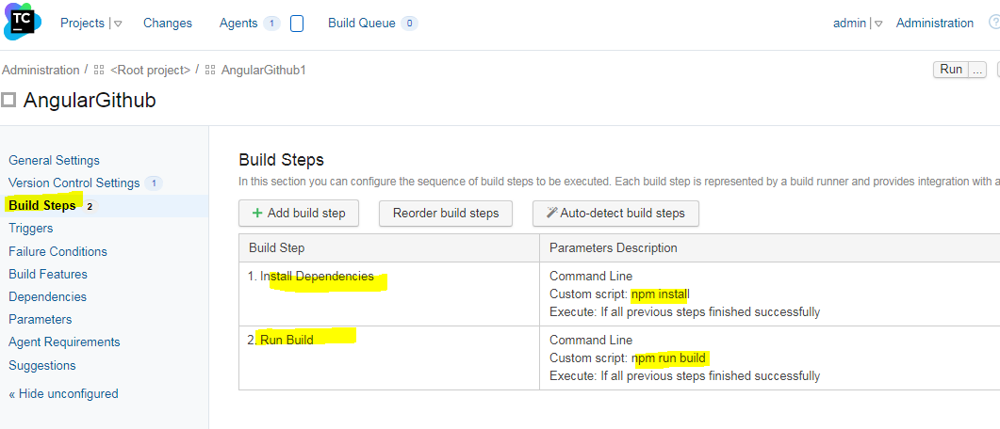 TC
Projects Changes Agents 1 Build Queue 0 admin Administration ?
Administration / <Root project> / AngularGithub1 Run ...
AngularGithub
General Settings
Version Control Settings 1
Build Steps 2
Triggers
Failure Conditions
Build Features
Dependencies
Parameters
Agent Requirements
Suggestions
« Hide unconfigured
Build Steps
In this section you can configure the sequence of build steps to be executed. Each build step is represented by a build runner and provides integration with a
+ Add build step Reorder build steps Auto-detect build steps
Build Step Parameters Description
1. Install Dependencies Command Line
Custom script: npm install
Execute: If all previous steps finished successfully
2. Run Build Command Line
Custom script: npm run build
Execute: If all previous steps finished successfully